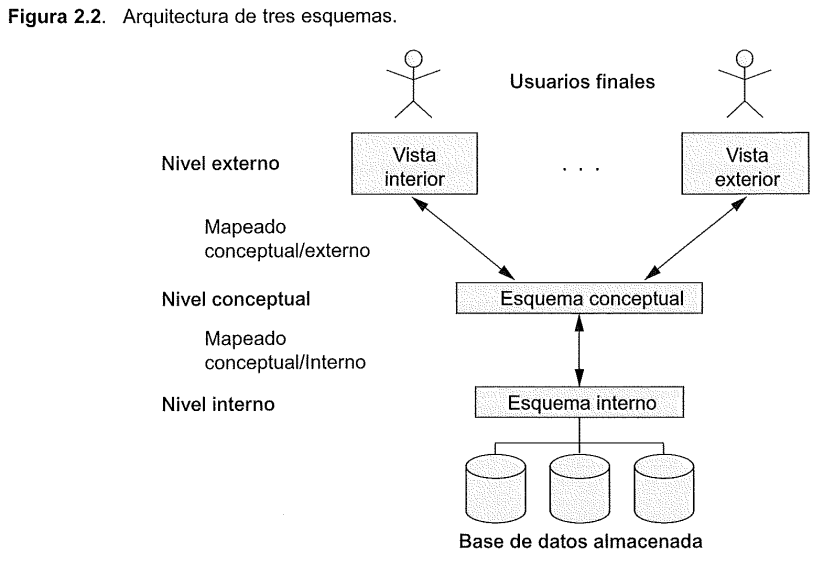 Figura 2.2. Arquitectura de tres esquemas.
Usuarios finales
Nivel externo
Vista
interior
. . .
Vista
exterior
Mapeado
conceptual/externo
Nivel conceptual
Esquema conceptual
Mapeado
conceptual/Interno
Nivel interno
Esquema interno
Base de datos almacenada